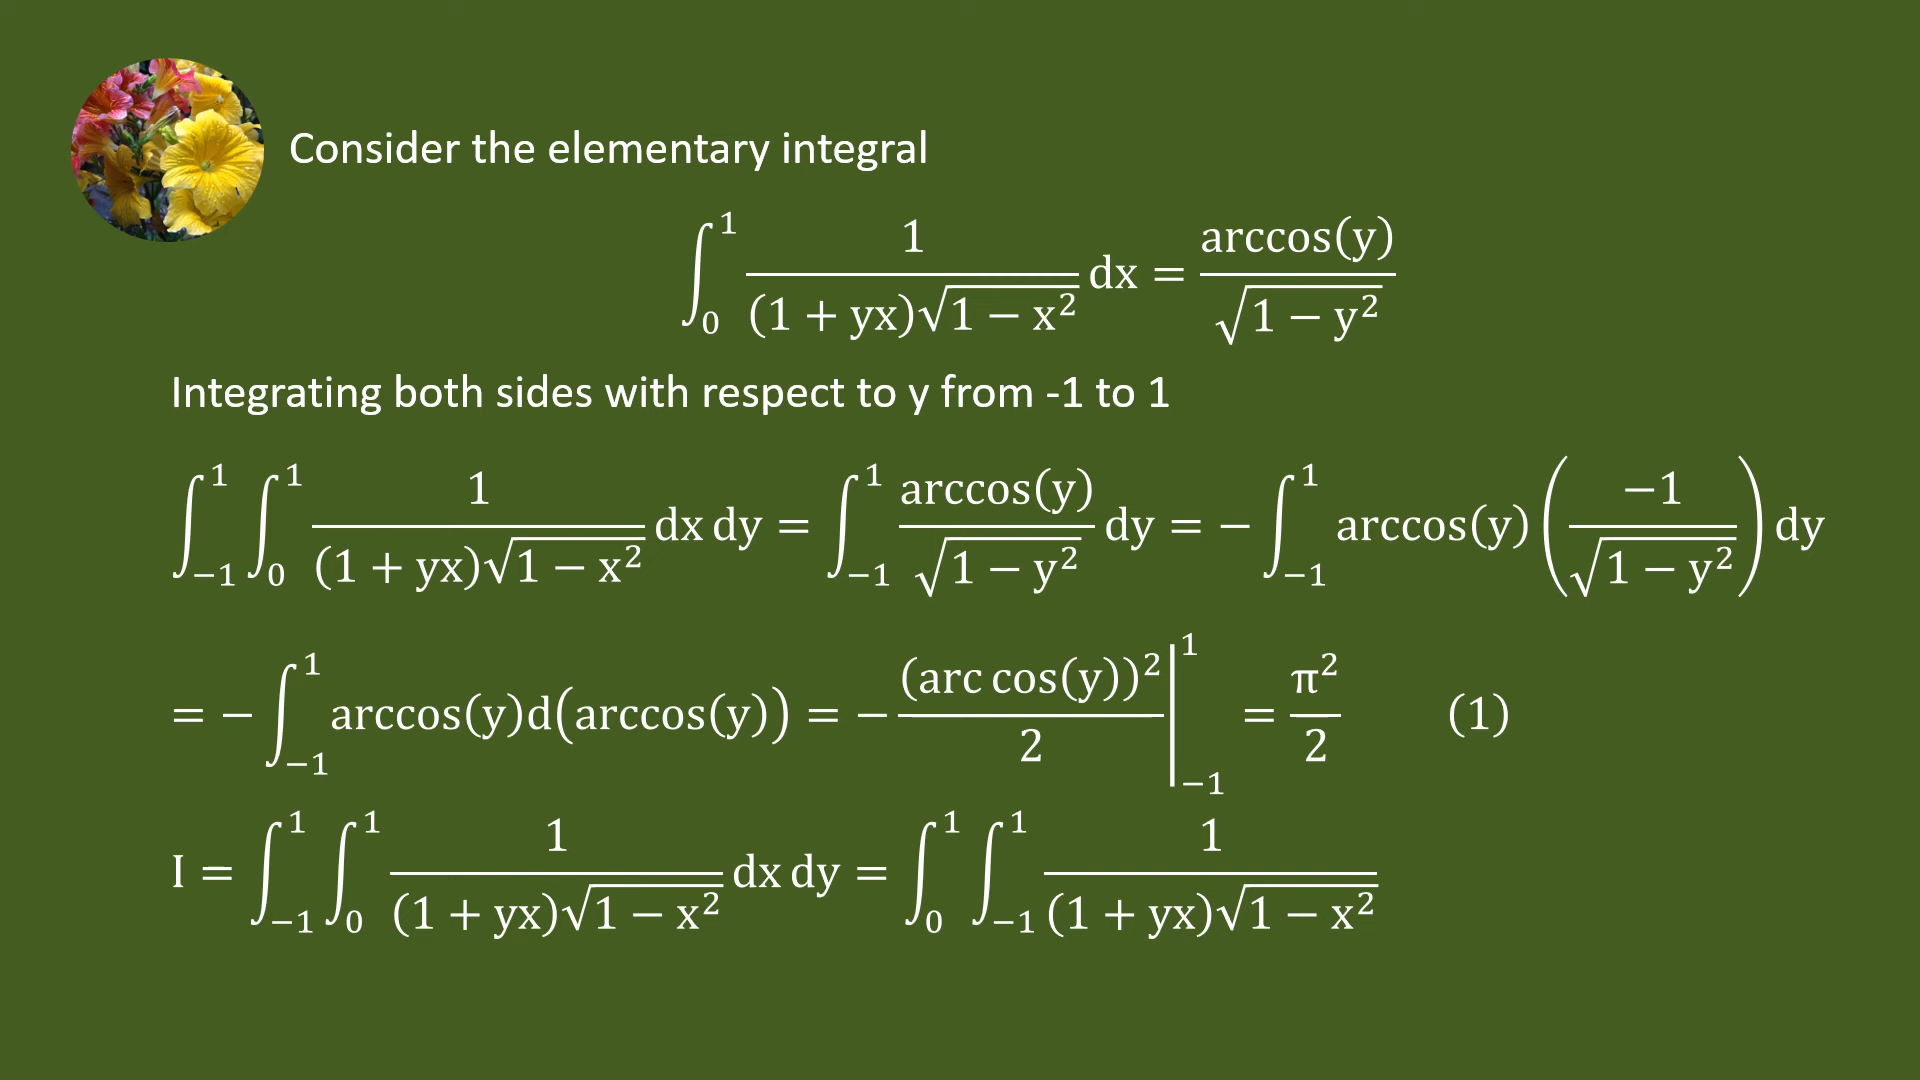 Consider the elementary integral
∫₀¹ 1/((1 + yx)√(1 − x²)) dx = arccos(y)/√(1 − y²)
Integrating both sides with respect to y from -1 to 1
∫₋₁¹ ∫₀¹ 1/((1 + yx)√(1 − x²)) dx dy = ∫₋₁¹ arccos(y)/√(1 − y²) dy = − ∫₋₁¹ arccos(y) (−1/√(1 − y²)) dy
= − ∫₋₁¹ arccos(y)d(arccos(y)) = − (arc cos(y))²/2 |₋₁¹ = π²/2 (1)
I = ∫₋₁¹ ∫₀¹ 1/((1 + yx)√(1 − x²)) dx dy = ∫₀¹ ∫₋₁¹ 1/((1 + yx)√(1 − x²))